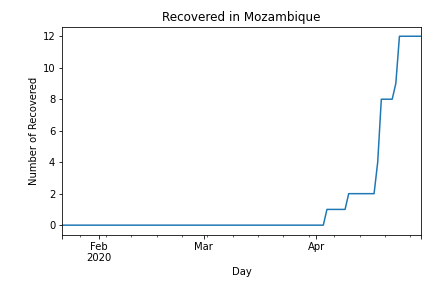 Recovered in Mozambique
Number of Recovered
12
10
8
6
4
2
0
Feb
2020
Mar
Apr
Day